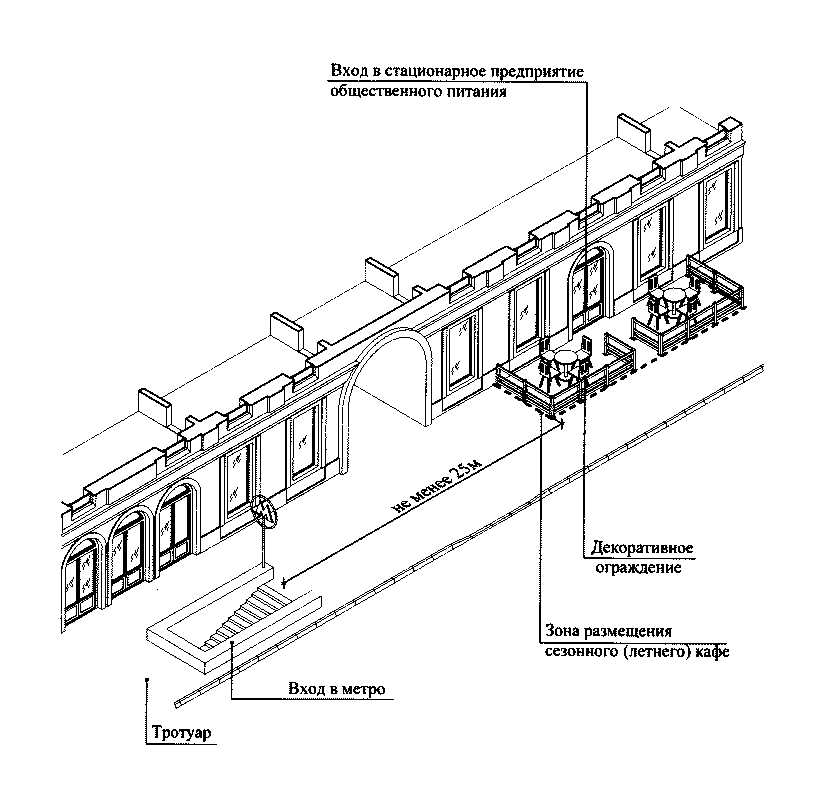 Вход в стационарное предприятие
общественного питания
не менее 25м
М
Декоративное
ограждение
Зона размещения
сезонного (летнего) кафе
Вход в метро
Тротуар